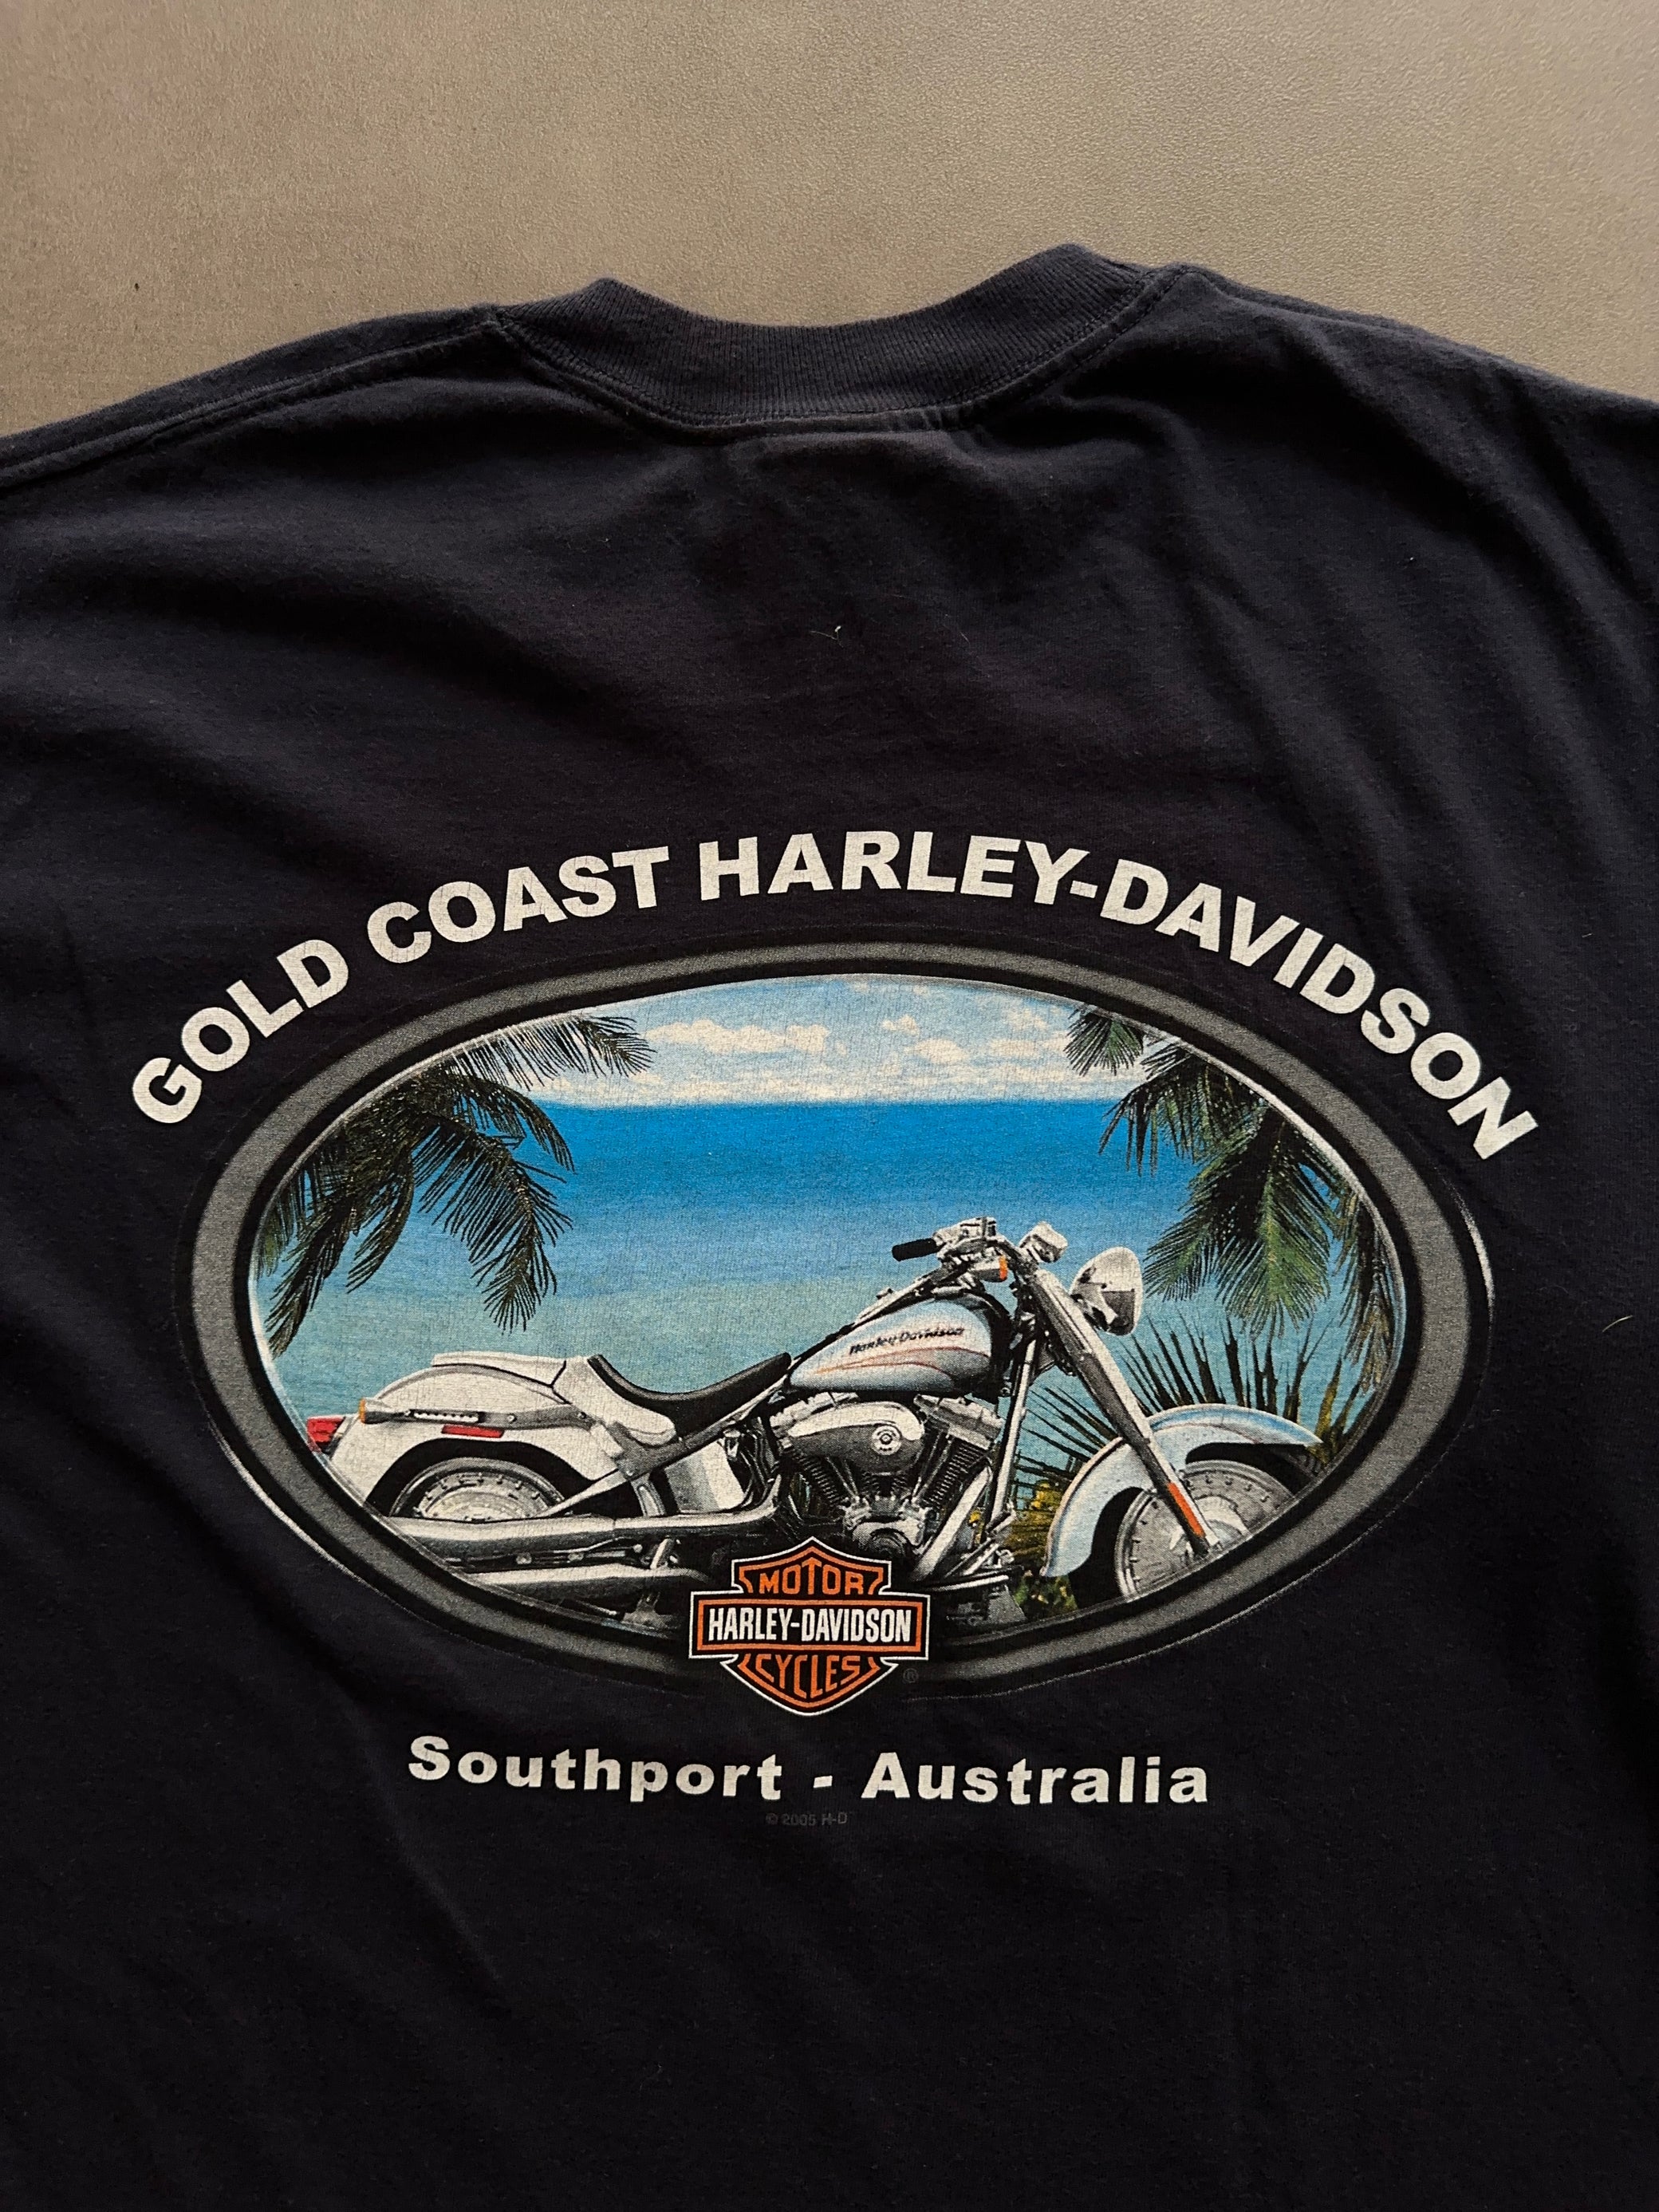 GOLD COAST HARLEY-DAVIDSON
Harley-Davidson
MOTOR
HARLEY-DAVIDSON
CYCLES
®
Southport - Australia
© 2005 H-D